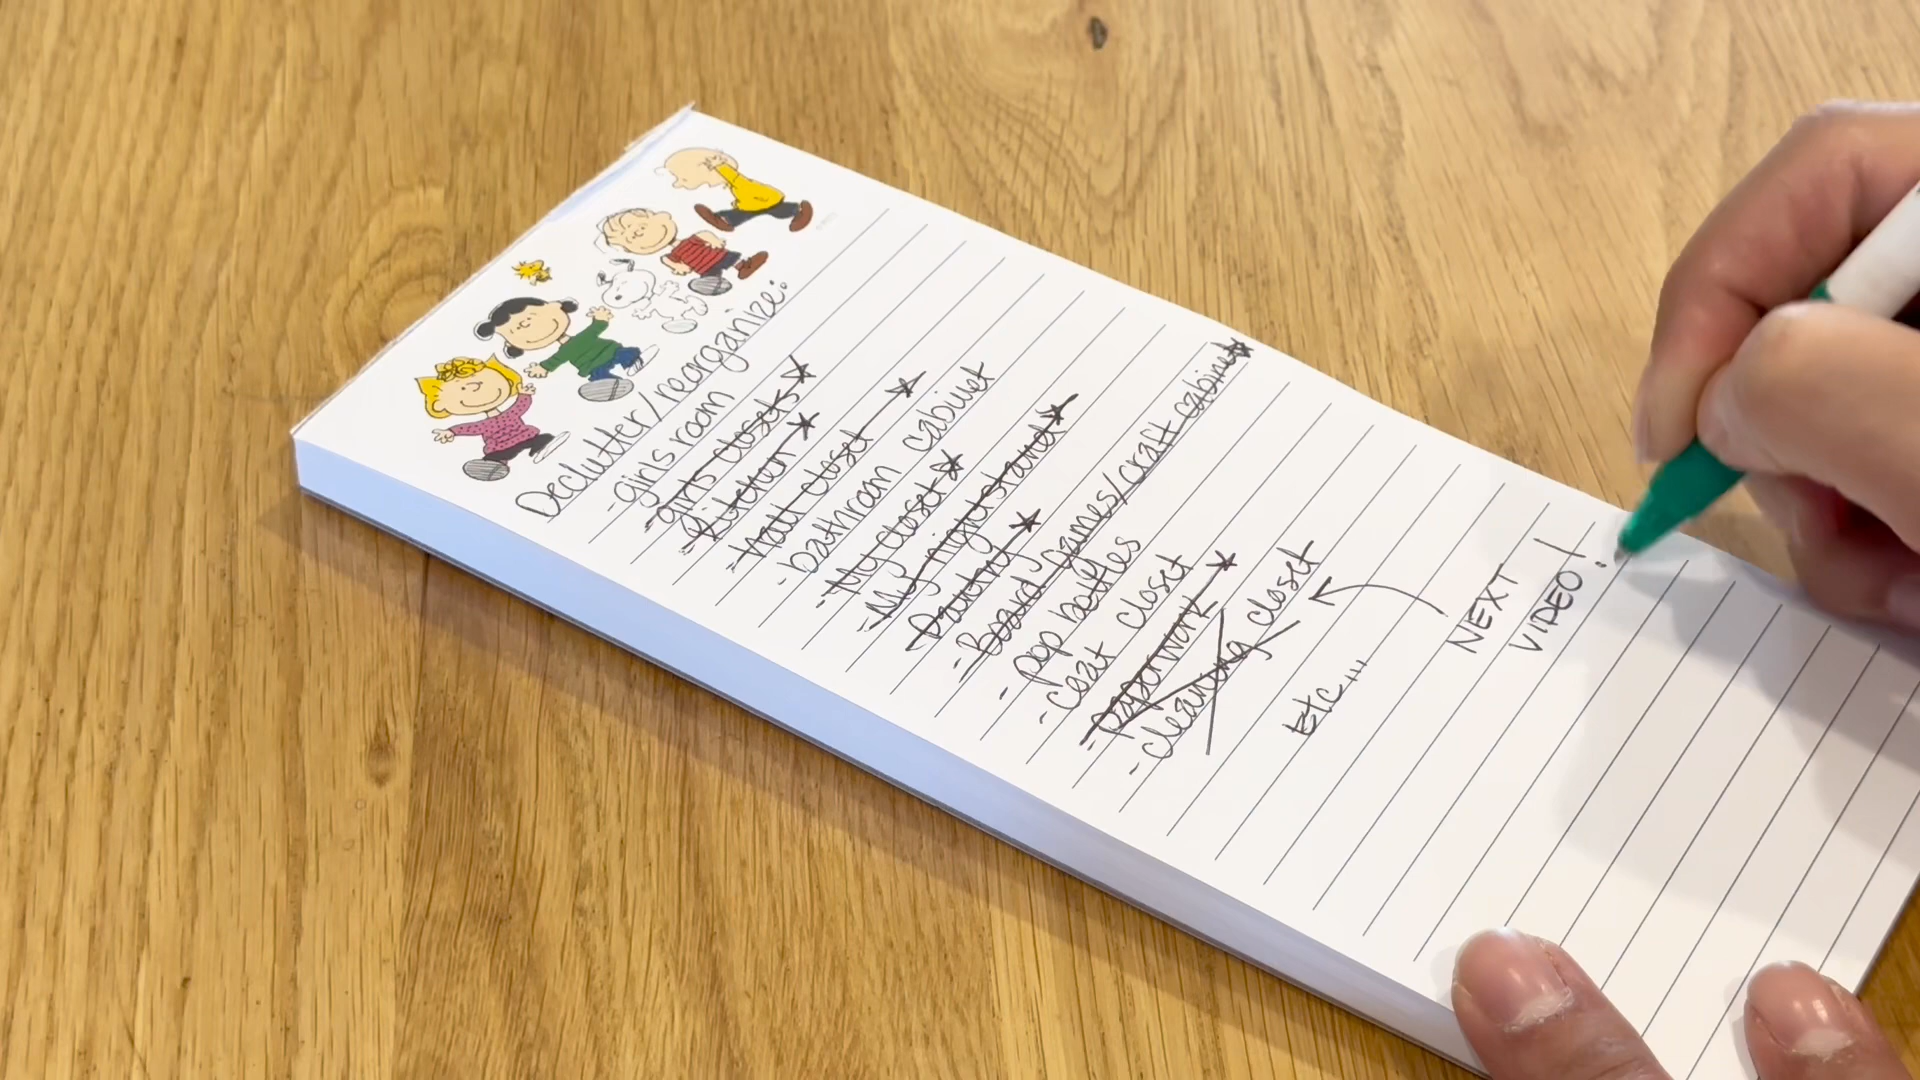 Declutter/reorganize:
- girls room
- girls closets
- Kitchen
- hall closet
- bathroom cabinet
- My closet
- My nightstand
- Pantry
- Board games/craft cabinet
- pop bottles
- coat closet
- paperwork
- cleaning closet
etc...
NEXT
VIDEO!